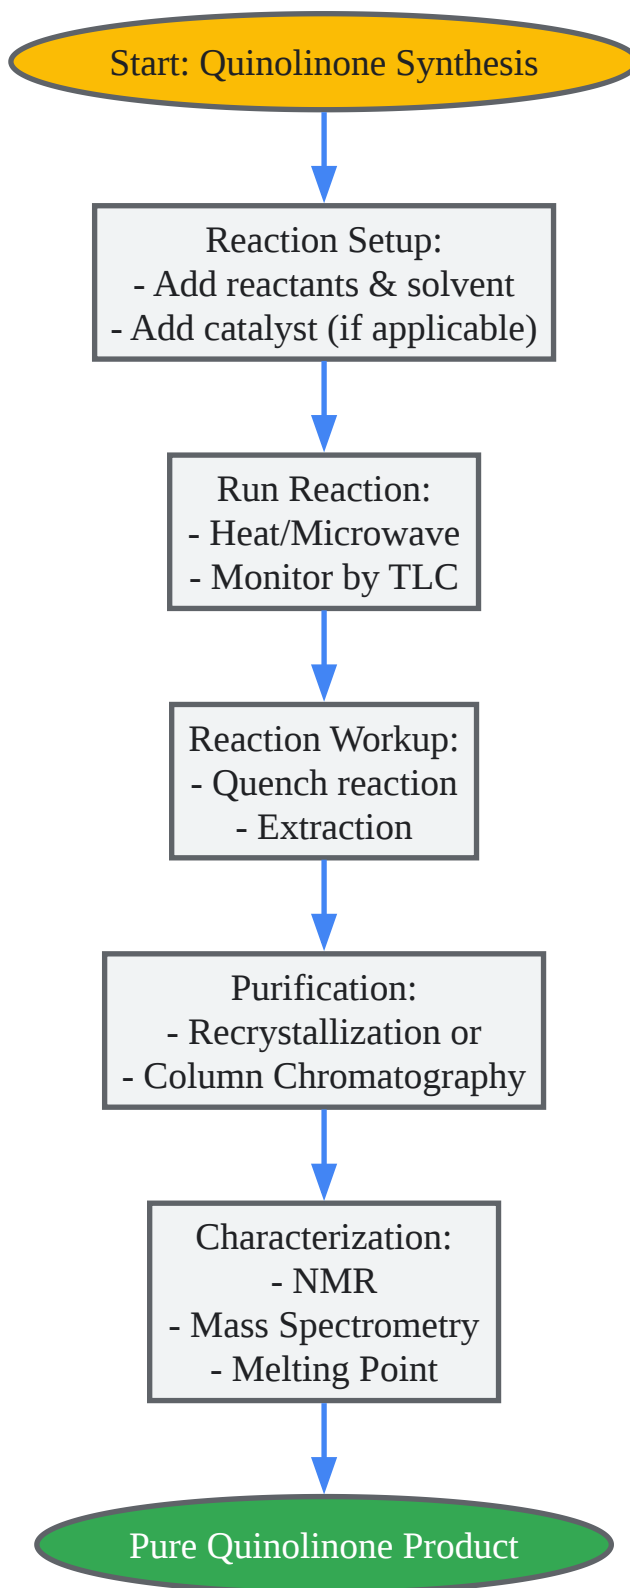 Start: Quinolinone Synthesis
Reaction Setup:
- Add reactants & solvent
- Add catalyst (if applicable)
Run Reaction:
- Heat/Microwave
- Monitor by TLC
Reaction Workup:
- Quench reaction
- Extraction
Purification:
- Recrystallization or
- Column Chromatography
Characterization:
- NMR
- Mass Spectrometry
- Melting Point
Pure Quinolinone Product